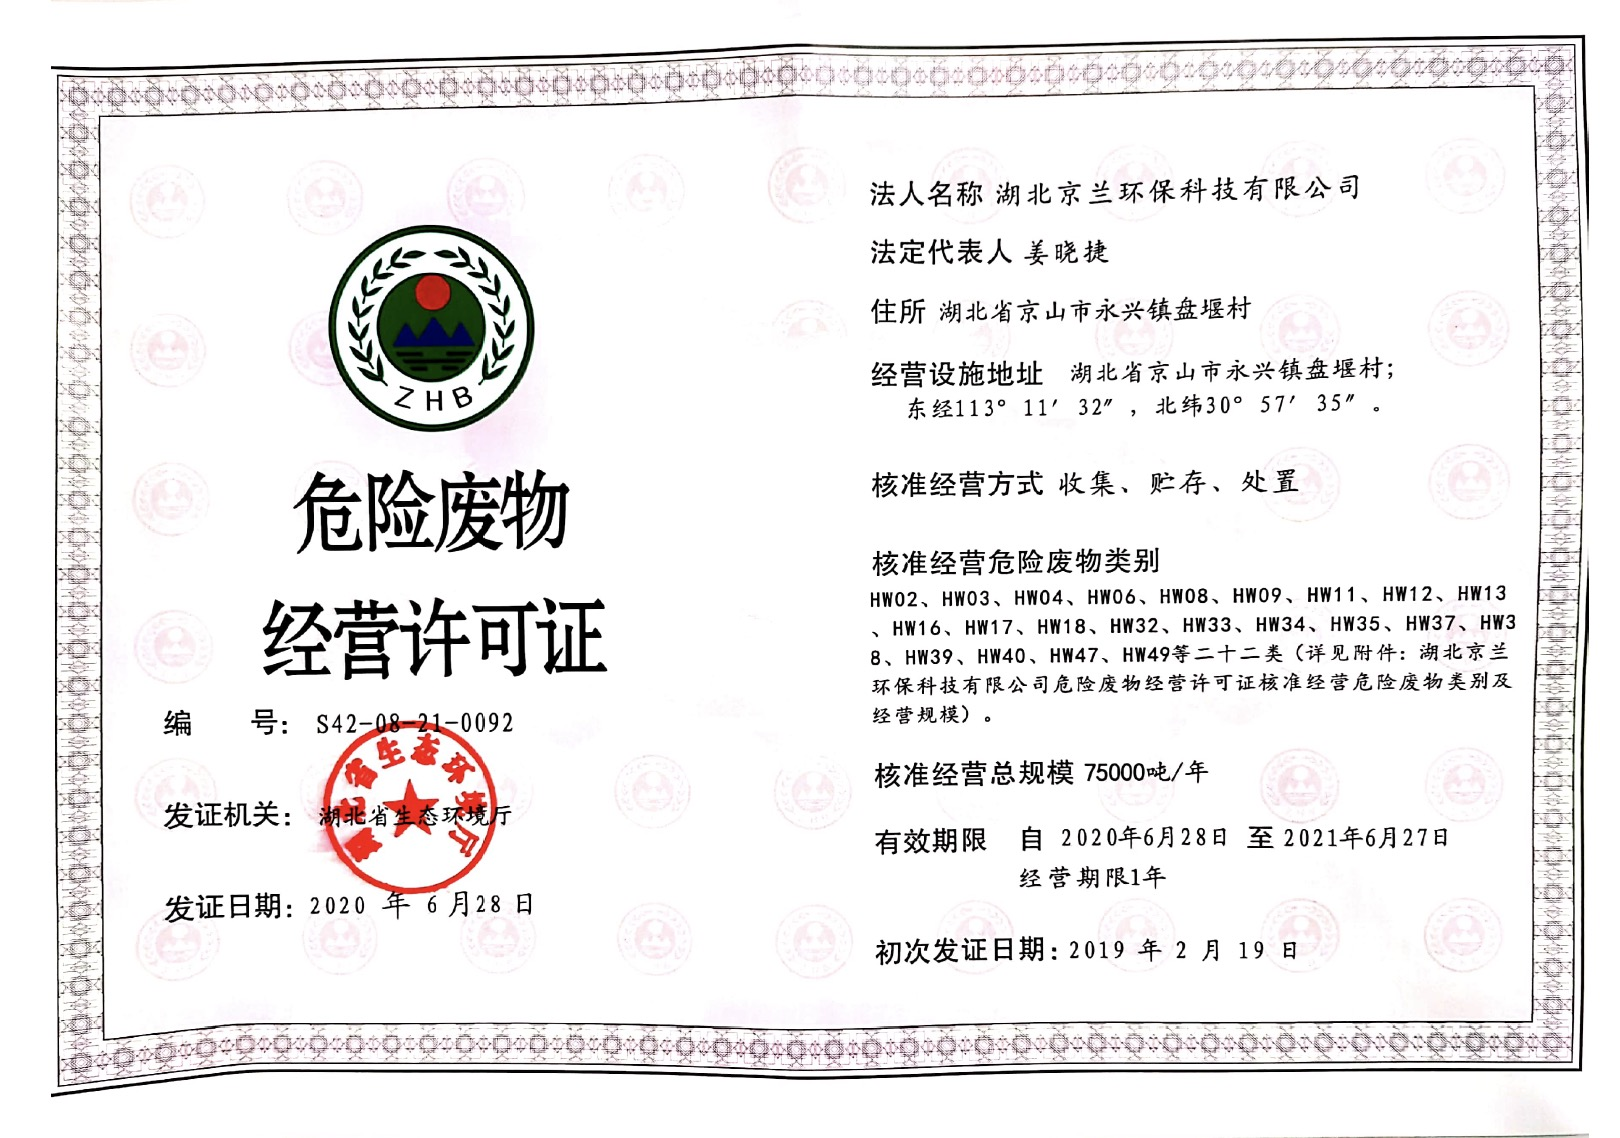 ZHB
危险废物
经营许可证
编 号: S42-08-21-0092
发证机关: 湖北省生态环境厅
湖北省生态环境厅
发证日期: 2020 年 6 月 28 日
法人名称 湖北京兰环保科技有限公司
法定代表人 姜晓捷
住所 湖北省京山市永兴镇盘堰村
经营设施地址 湖北省京山市永兴镇盘堰村;
东经113° 11′ 32″ , 北纬30° 57′ 35″ 。
核准经营方式 收集、贮存、处置
核准经营危险废物类别
HW02、HW03、HW04、HW06、HW08、HW09、HW11、HW12、HW13
、HW16、HW17、HW18、HW32、HW33、HW34、HW35、HW37、HW3
8、HW39、HW40、HW47、HW49等二十二类（详见附件: 湖北京兰
环保科技有限公司危险废物经营许可证核准经营危险废物类别及
经营规模）。
核准经营总规模 75000吨/年
有效期限 自 2020年6月28日 至 2021年6月27日
经营期限1年
初次发证日期: 2019 年 2 月 19 日